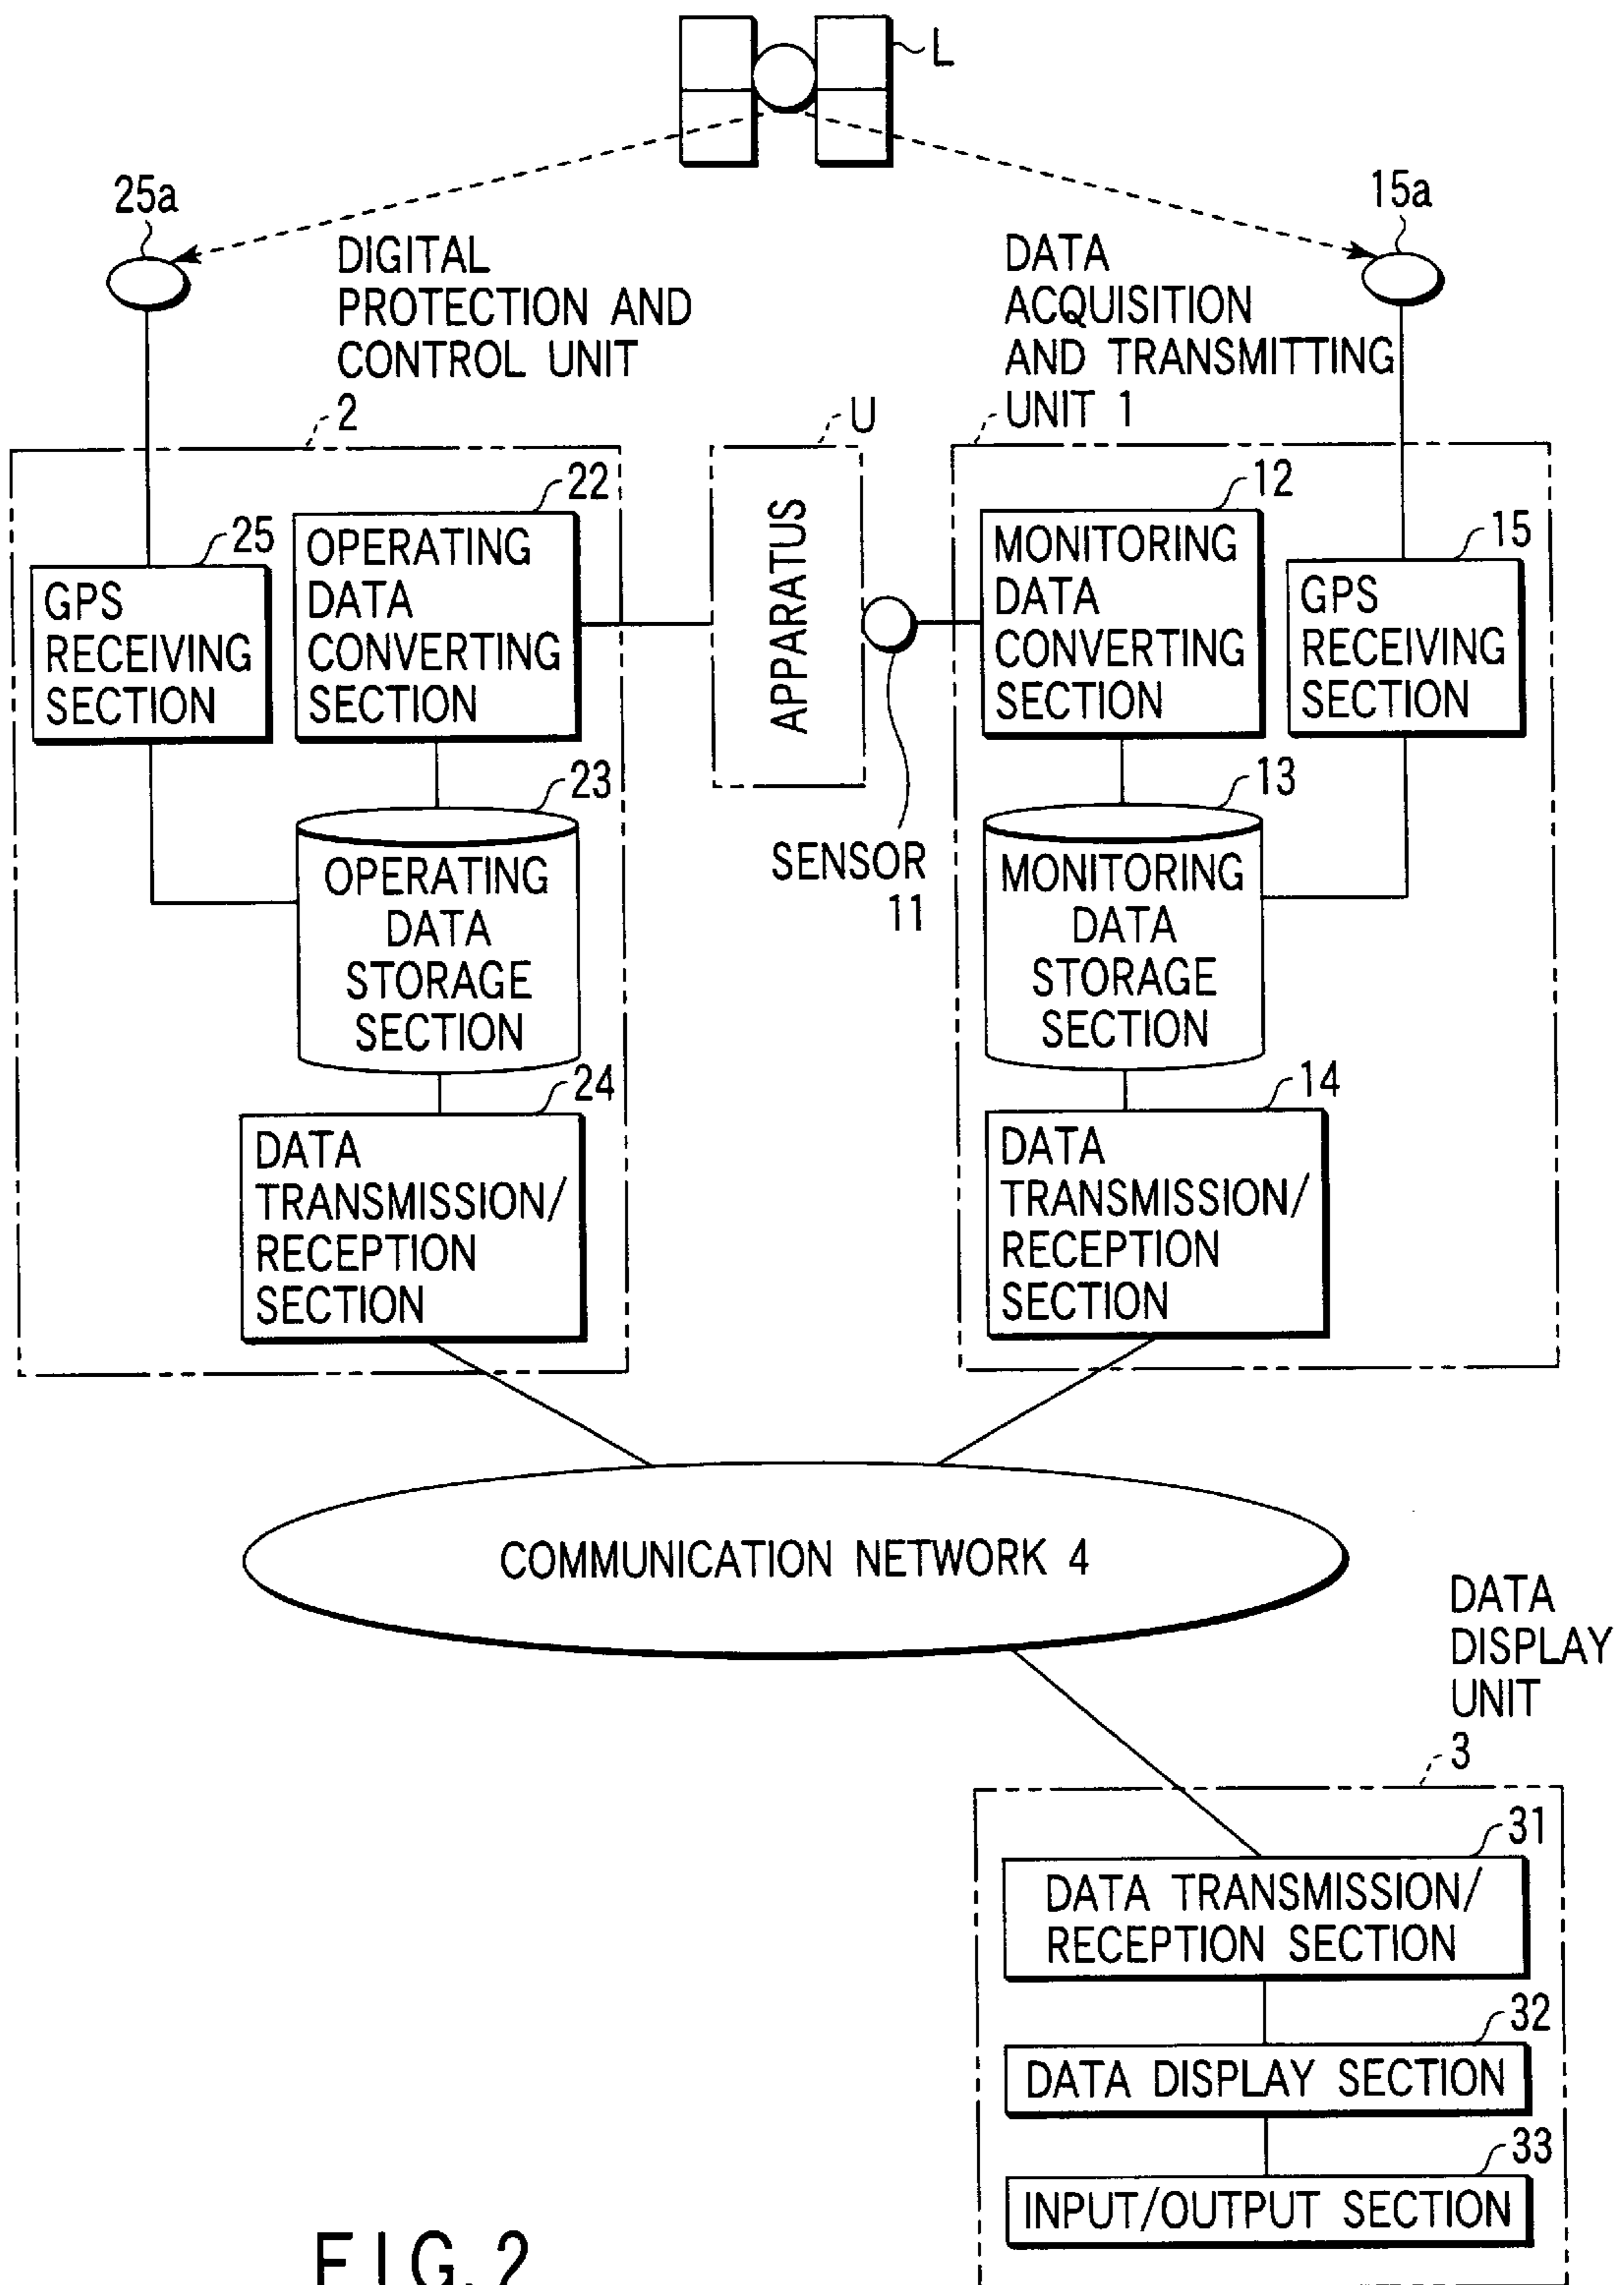 L
25a
15a
DIGITAL
PROTECTION AND
CONTROL UNIT
2
DATA
ACQUISITION
AND TRANSMITTING
UNIT 1
U
22
OPERATING
DATA
CONVERTING
SECTION
25
GPS
RECEIVING
SECTION
APPARATUS
12
MONITORING
DATA
CONVERTING
SECTION
15
GPS
RECEIVING
SECTION
23
OPERATING
DATA
STORAGE
SECTION
SENSOR
11
13
MONITORING
DATA
STORAGE
SECTION
24
DATA
TRANSMISSION/
RECEPTION
SECTION
14
DATA
TRANSMISSION/
RECEPTION
SECTION
COMMUNICATION NETWORK 4
DATA
DISPLAY
UNIT
3
31
DATA TRANSMISSION/
RECEPTION SECTION
32
DATA DISPLAY SECTION
33
INPUT/OUTPUT SECTION
FIG. 2